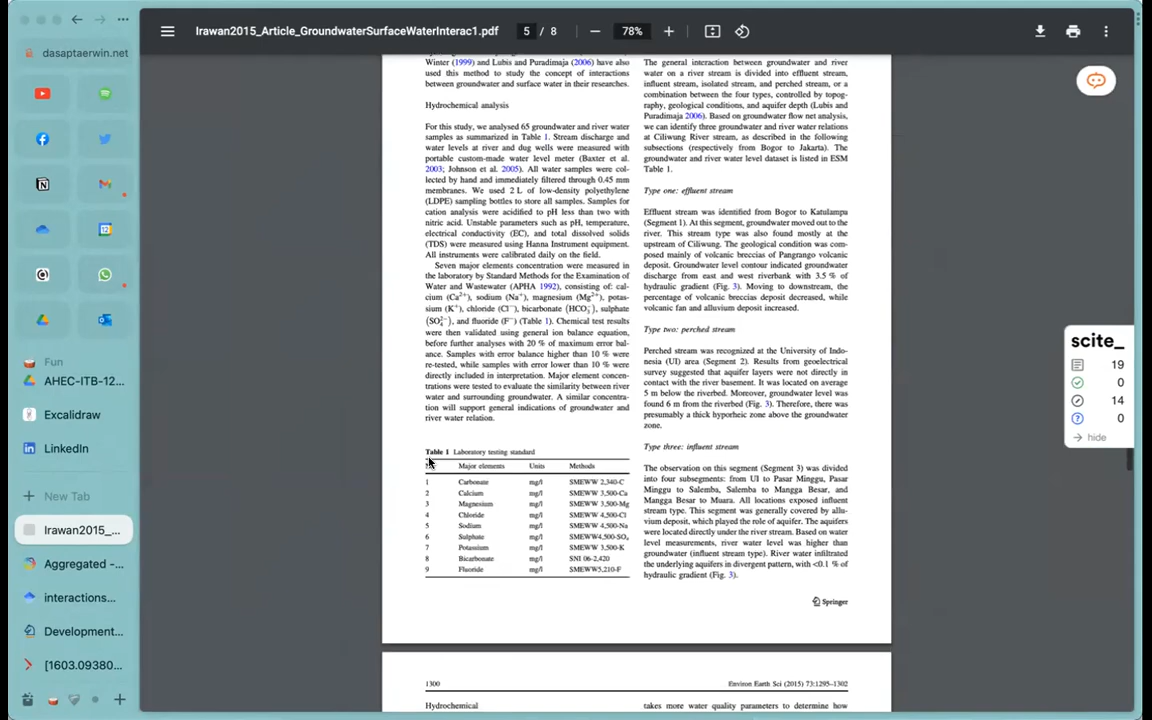 dasaptaerwin.net
Fun
AHEC-ITB-12...
Excalidraw
LinkedIn
New Tab
Irawan2015_...
Aggregated -...
interactions...
Development...
[1603.09380...
Irawan2015_Article_GroundwaterSurfaceWaterInterac1.pdf
5 / 8
78%
Winter (1999) and Lubis and Puradimaja (2006) have also
used this method to study the concept of interactions
between groundwater and surface water in their researches.
Hydrochemical analysis
For this study, we analysed 65 groundwater and river water
samples as summarized in Table 1. Stream discharge and
water levels at river and dug wells were measured with
portable custom-made water level meter (Baxter et al.
2003; Johnson et al. 2005). All water samples were col-
lected by hand and immediately filtered through 0.45 mm
membranes. We used 2 L of low-density polyethylene
(LDPE) sampling bottles to store all samples. Samples for
cation analysis were acidified to pH less than two with
nitric acid. Unstable parameters such as pH, temperature,
electrical conductivity (EC), and total dissolved solids
(TDS) were measured using Hanna Instrument equipment.
All instruments were calibrated daily on the field.
Seven major elements concentration were measured in
the laboratory by Standard Methods for the Examination of
Water and Wastewater (APHA 1992), consisting of: cal-
cium (Ca2+), sodium (Na+), magnesium (Mg2+), potas-
sium (K+), chloride (Cl−), bicarbonate (HCO3−), sulphate
(SO42−), and fluoride (F−) (Table 1). Chemical test results
were then validated using general ion balance equation,
before further analyses with 20 % of maximum error bal-
ance. Samples with error balance higher than 10 % were
re-tested, while samples with error lower than 10 % were
directly included in interpretation. Major element concen-
trations were tested to evaluate the similarity between river
water and surrounding groundwater. A similar concentra-
tion will support general indications of groundwater and
river water relation.
Table 1 Laboratory testing standard
Major elements Units Methods
1 Carbonate mg/l SMEWW 2,340-C
2 Calcium mg/l SMEWW 3,500-Ca
3 Magnesium mg/l SMEWW 3,500-Mg
4 Chloride mg/l SMEWW 4,500-Cl
5 Sodium mg/l SMEWW 4,500-Na
6 Sulphate mg/l SMEWW4,500-SO4
7 Potassium mg/l SMEWW 3,500-K
8 Bicarbonate mg/l SNI 06-2,420
9 Fluoride mg/l SMEWW5,210-F
The general interaction between groundwater and river
water on a river stream is divided into effluent stream,
influent stream, isolated stream, and perched stream, or a
combination between the four types, controlled by topog-
raphy, geological conditions, and aquifer depth (Lubis and
Puradimaja 2006). Based on groundwater flow net analysis,
we can identify three groundwater and river water relations
at Ciliwung River stream, as described in the following
subsections (respectively from Bogor to Jakarta). The
groundwater and river water level dataset is listed in ESM
Table 1.
Type one: effluent stream
Effluent stream was identified from Bogor to Katulampa
(Segment 1). At this segment, groundwater moved out to the
river. This stream type was also found mostly at the
upstream of Ciliwung. The geological condition was com-
posed mainly of volcanic breccias of Pangrango volcanic
deposit. Groundwater level contour indicated groundwater
discharge from east and west riverbank with 3.5 % of
hydraulic gradient (Fig. 3). Moving to downstream, the
percentage of volcanic breccias deposit decreased, while
volcanic fan and alluvium deposit increased.
Type two: perched stream
Perched stream was recognized at the University of Indo-
nesia (UI) area (Segment 2). Results from geoelectrical
survey suggested that aquifer layers were not directly in
contact with the river basement. It was located on average
5 m below the riverbed. Moreover, groundwater level was
found 6 m from the riverbed (Fig. 3). Therefore, there was
presumably a thick hyporheic zone above the groundwater
zone.
Type three: influent stream
The observation on this segment (Segment 3) was divided
into four subsegments: from UI to Pasar Minggu, Pasar
Minggu to Salemba, Salemba to Mangga Besar, and
Mangga Besar to Muara. All locations exposed influent
stream type. This segment was generally covered by allu-
vium deposit, which played the role of aquifer. The aquifers
were located directly under the river stream. Based on water
level measurements, river water level was higher than
groundwater (influent stream type). River water infiltrated
the underlying aquifers in divergent pattern, with <0.1 % of
hydraulic gradient (Fig. 3).
Springer
1300 Environ Earth Sci (2015) 73:1295–1302
Hydrochemical
takes more water quality parameters to determine how
scite_
19
0
14
0
hide